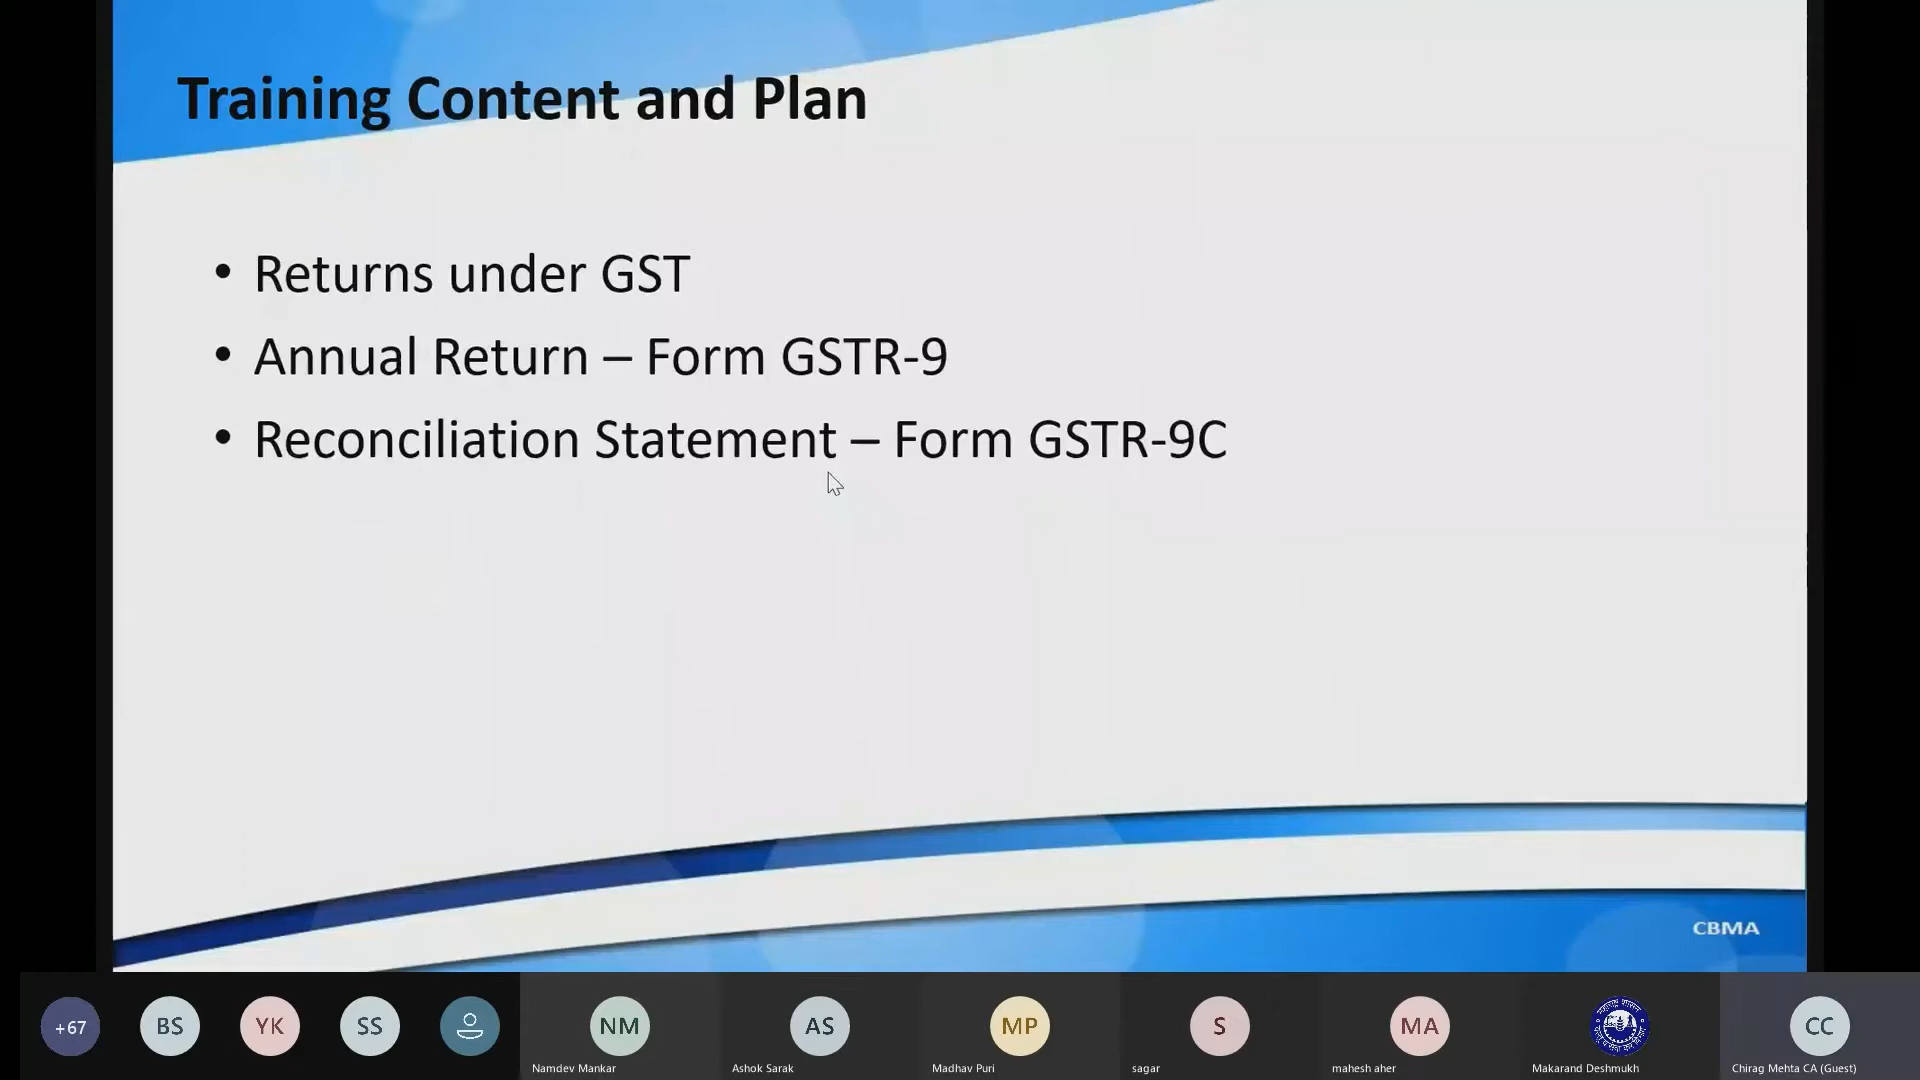 Training Content and Plan
• Returns under GST
• Annual Return – Form GSTR-9
• Reconciliation Statement – Form GSTR-9C
CBMA
+67
BS
YK
SS
NM
AS
MP
S
MA
CC
Namdev Mankar
Ashok Sarak
Madhav Puri
sagar
mahesh aher
Makarand Deshmukh
Chirag Mehta CA (Guest)